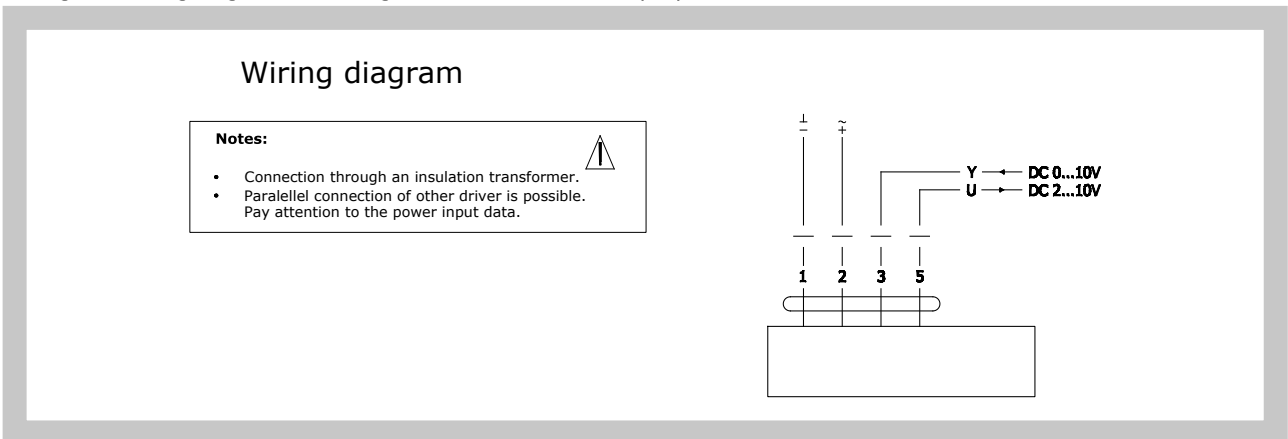 Wiring diagram
Notes:
• Connection through an insulation transformer.
• Paralellel connection of other driver is possible.
Pay attention to the power input data.
⊥ ~
− +
Y DC 0...10V
U DC 2...10V
1 2 3 5